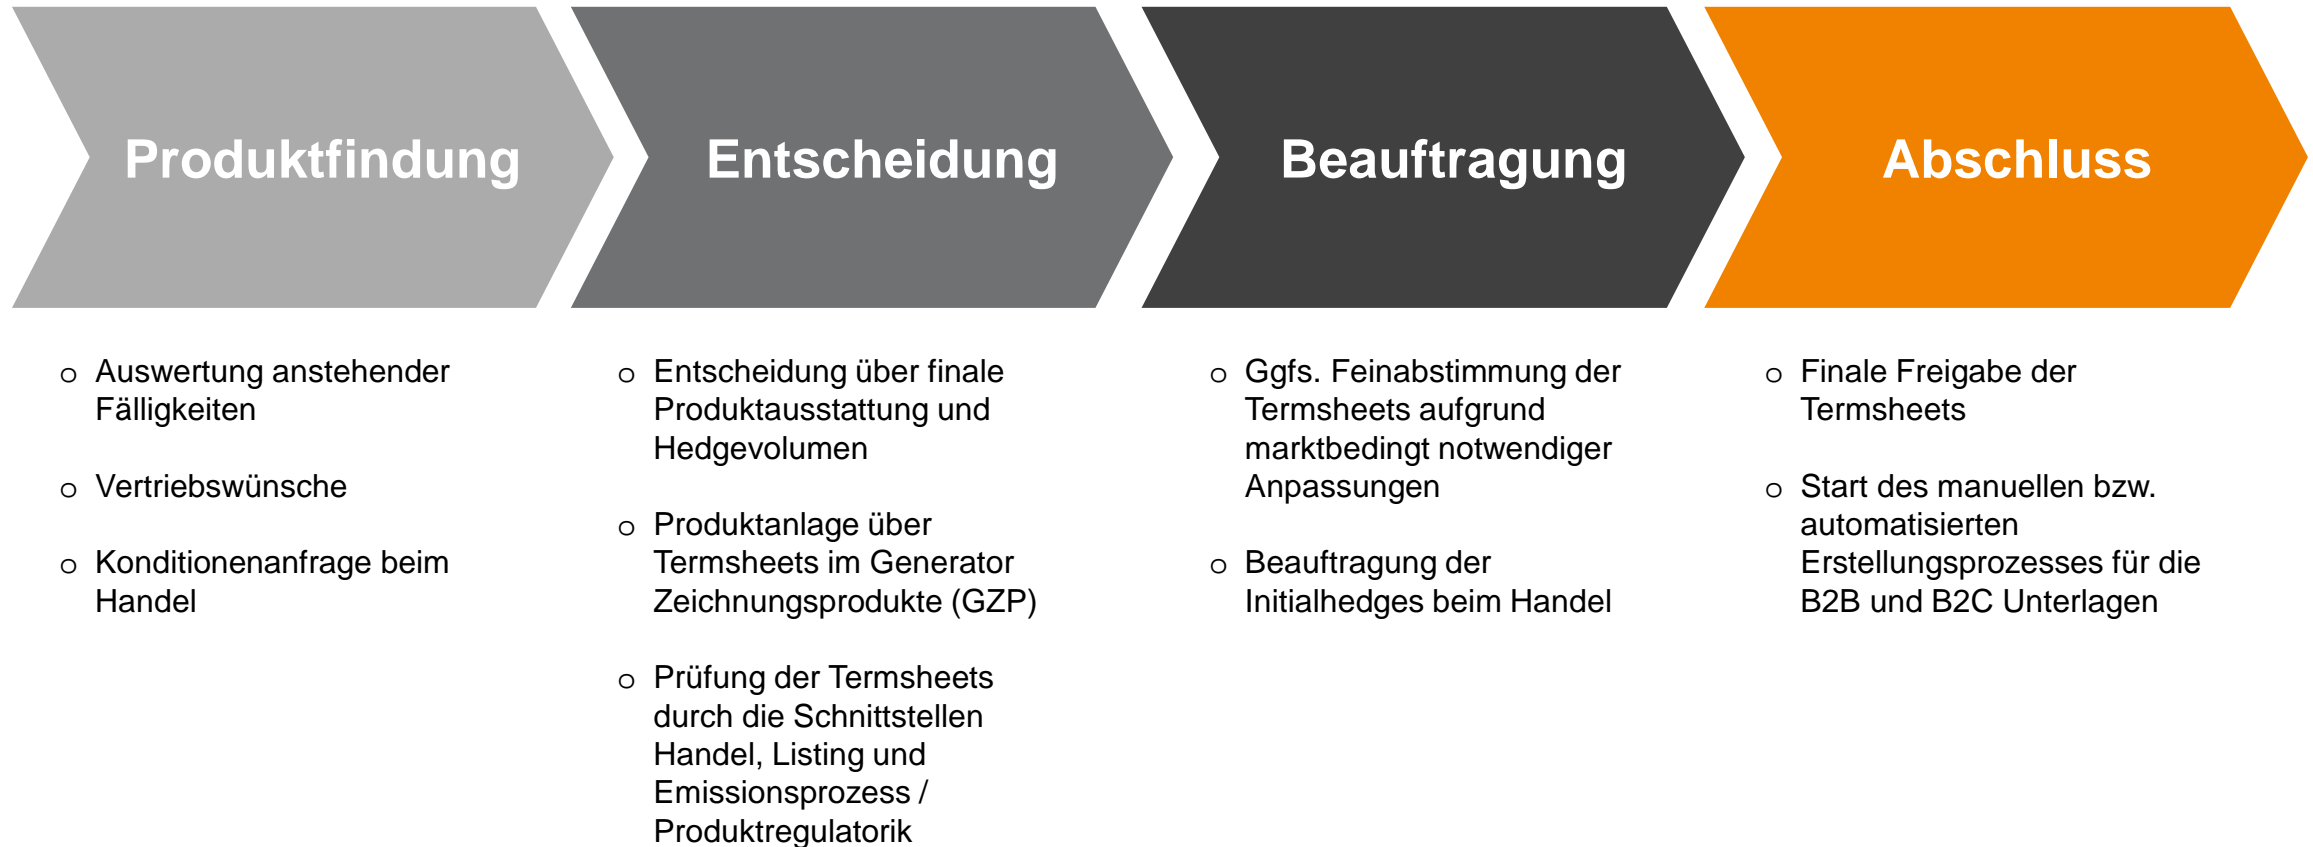 Produktfindung
Entscheidung
Beauftragung
Abschluss
o Auswertung anstehender
Fälligkeiten
o Vertriebswünsche
o Konditionenanfrage beim
Handel
o Entscheidung über finale
Produktausstattung und
Hedgevolumen
o Produktanlage über
Termsheets im Generator
Zeichnungsprodukte (GZP)
o Prüfung der Termsheets
durch die Schnittstellen
Handel, Listing und
Emissionsprozess /
Produktregulatorik
o Ggfs. Feinabstimmung der
Termsheets aufgrund
marktbedingt notwendiger
Anpassungen
o Beauftragung der
Initialhedges beim Handel
o Finale Freigabe der
Termsheets
o Start des manuellen bzw.
automatisierten
Erstellungsprozesses für die
B2B und B2C Unterlagen